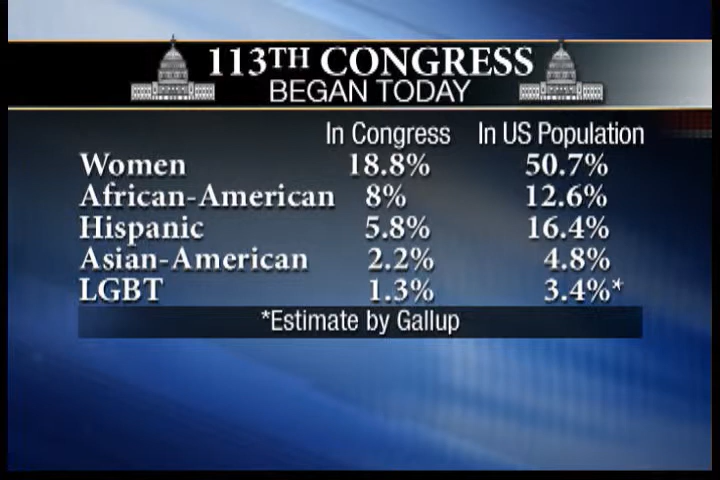 113TH CONGRESS
BEGAN TODAY
In Congress In US Population
Women 18.8% 50.7%
African-American 8% 12.6%
Hispanic 5.8% 16.4%
Asian-American 2.2% 4.8%
LGBT 1.3% 3.4%*
*Estimate by Gallup